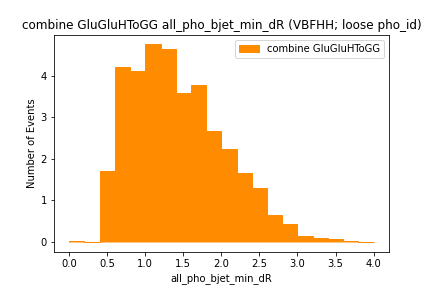 combine GluGluHToGG all_pho_bjet_min_dR (VBFHH; loose pho_id)
combine GluGluHToGG
Number of Events
4
3
2
1
0
0.0 0.5 1.0 1.5 2.0 2.5 3.0 3.5 4.0
all_pho_bjet_min_dR